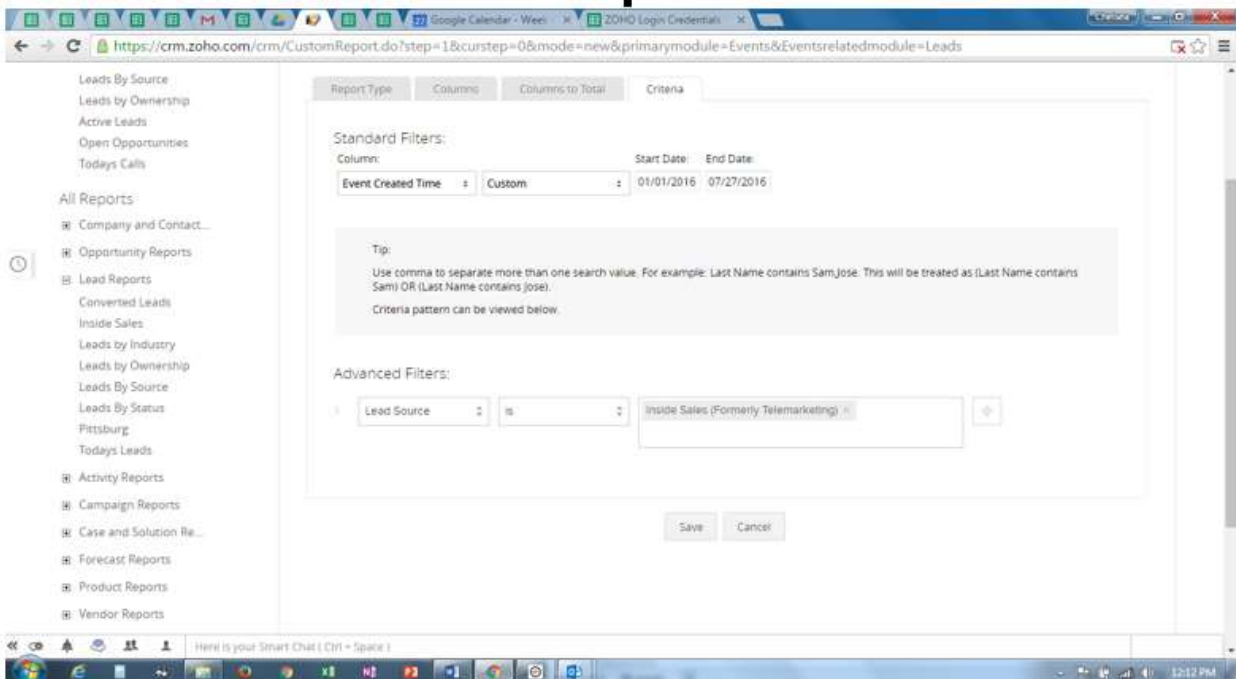 Google Calendar - Weel
ZOHO Login Credentials
https://crm.zoho.com/crm/CustomReport.do?step=1&curstep=0&mode=new&primarymodule=Events&Eventsrelatedmodule=Leads
Leads By Source
Leads by Ownership
Active Leads
Open Opportunities
Todays Calls
All Reports
Company and Contact...
Opportunity Reports
Lead Reports
Converted Leads
Inside Sales
Leads by Industry
Leads by Ownership
Leads By Source
Leads By Status
Pittsburg
Todays Leads
Activity Reports
Campaign Reports
Case and Solution Re...
Forecast Reports
Product Reports
Vendor Reports
Report Type Columns Columns to Total Criteria
Standard Filters:
Column: Start Date: End Date:
Event Created Time Custom 01/01/2016 07/27/2016
Tip:
Use comma to separate more than one search value. For example: Last Name contains Sam,Jose. This will be treated as (Last Name contains
Sam) OR (Last Name contains Jose).
Criteria pattern can be viewed below.
Advanced Filters:
Lead Source is Inside Sales (Formerly Telemarketing) ×
Save Cancel
Here is your Smart Chat ( Ctrl + Space )
12:12 PM